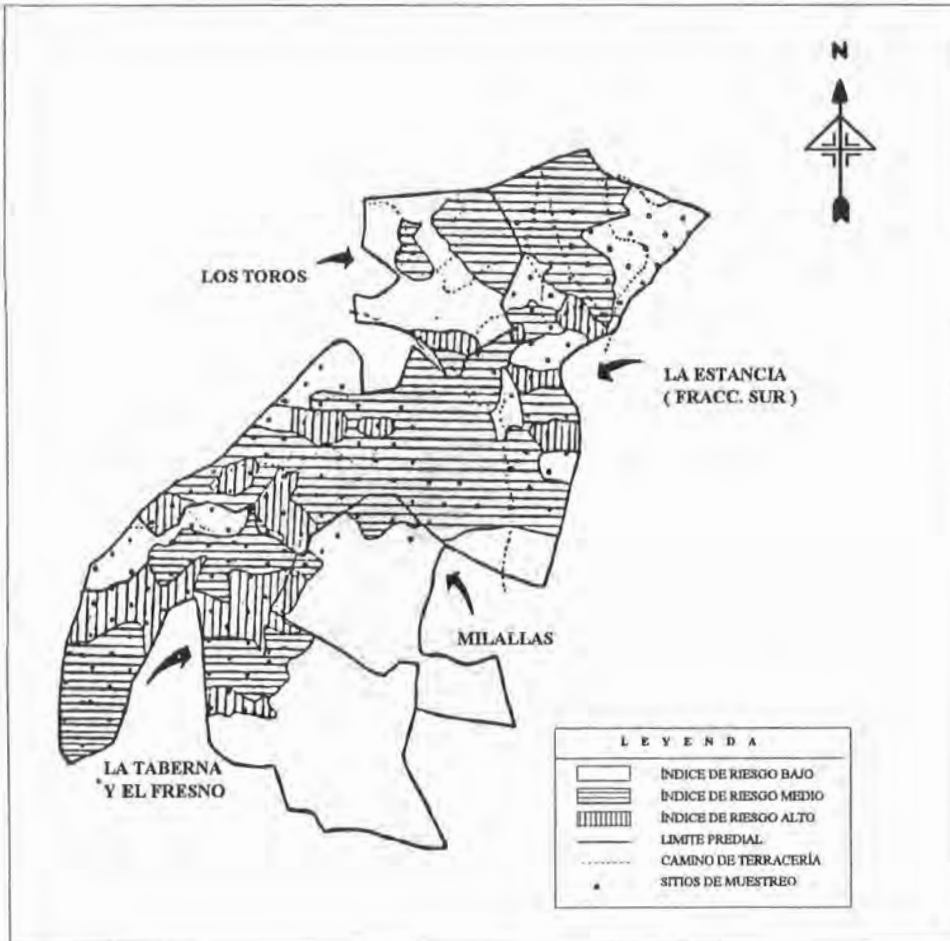 N
LOS TOROS
LA ESTANCIA
( FRACC. SUR )
MILALLAS
LA TABERNA
Y EL FRESNO
L E Y E N D A
ÍNDICE DE RIESGO BAJO
ÍNDICE DE RIESGO MEDIO
ÍNDICE DE RIESGO ALTO
LIMITE PREDIAL
CAMINO DE TERRACERÍA
SITIOS DE MUESTREO